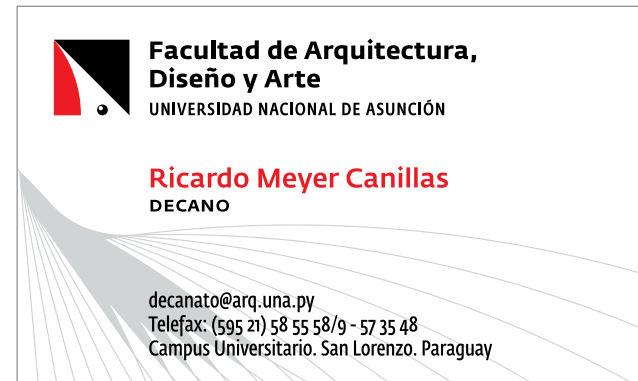 Facultad de Arquitectura,
Diseño y Arte
UNIVERSIDAD NACIONAL DE ASUNCIÓN
Ricardo Meyer Canillas
DECANO
decanato@arq.una.py
Telefax: (595 21) 58 55 58/9 - 57 35 48
Campus Universitario. San Lorenzo. Paraguay